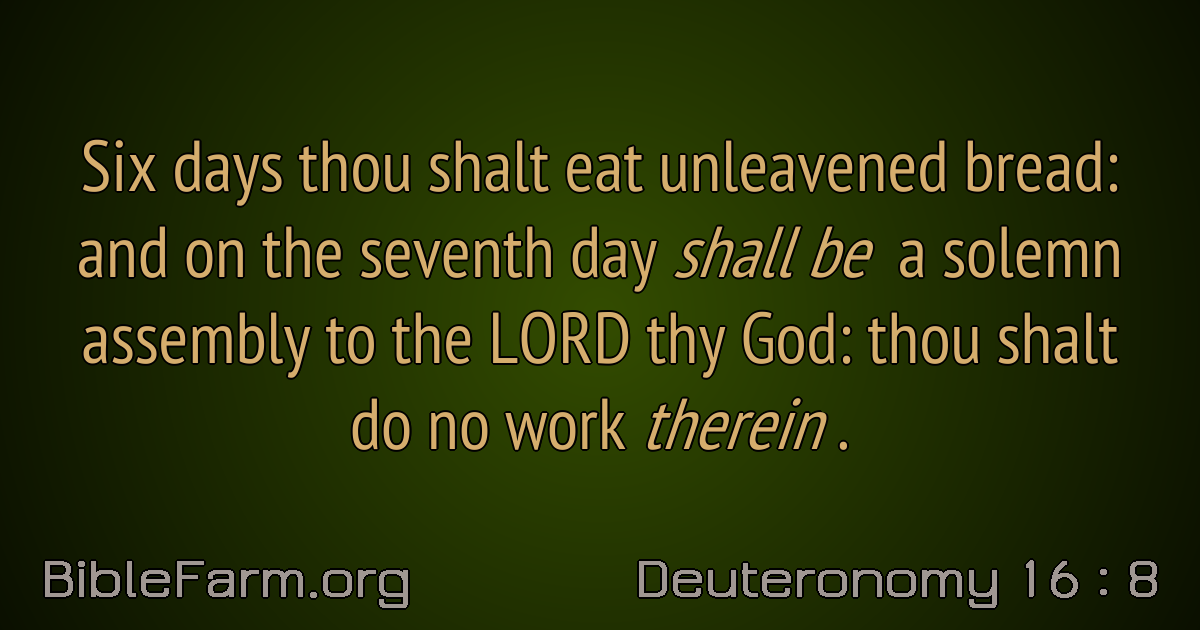 Six days thou shalt eat unleavened bread:
and on the seventh day shall be a solemn
assembly to the LORD thy God: thou shalt
do no work therein .
BibleFarm.org
Deuteronomy 16 : 8